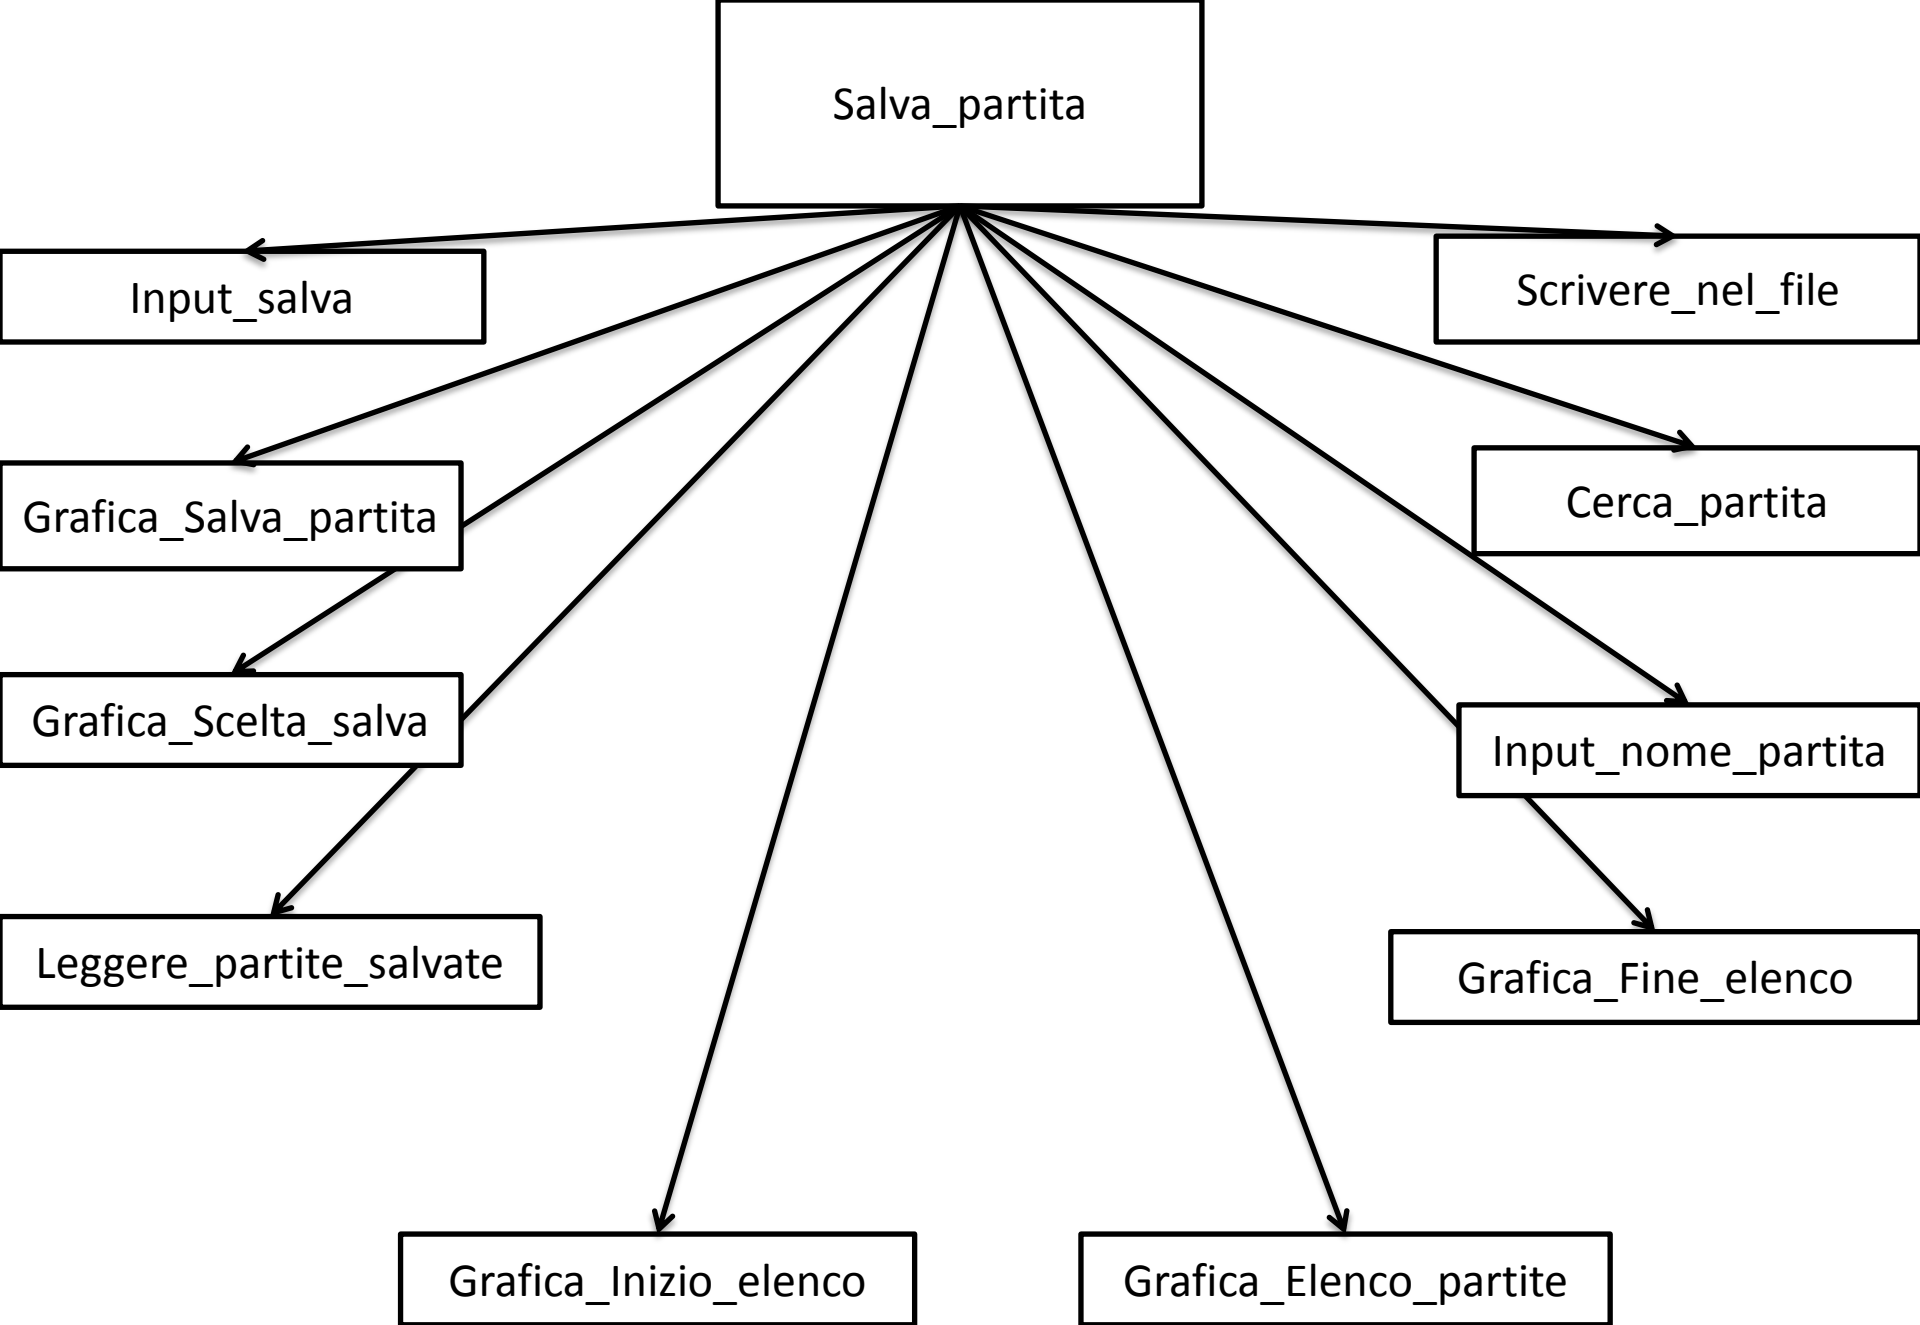 Salva_partita
Input_salva
Scrivere_nel_file
Grafica_Salva_partita
Cerca_partita
Grafica_Scelta_salva
Input_nome_partita
Leggere_partite_salvate
Grafica_Fine_elenco
Grafica_Inizio_elenco
Grafica_Elenco_partite